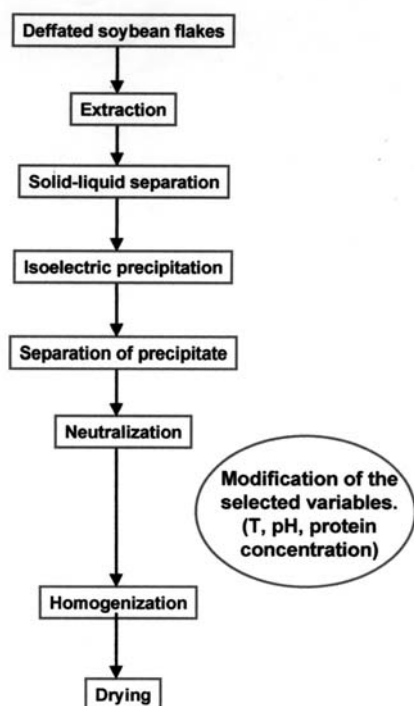 Deffated soybean flakes
Extraction
Solid-liquid separation
Isoelectric precipitation
Separation of precipitate
Neutralization
Modification of the
selected variables.
(T, pH, protein
concentration)
Homogenization
Drying